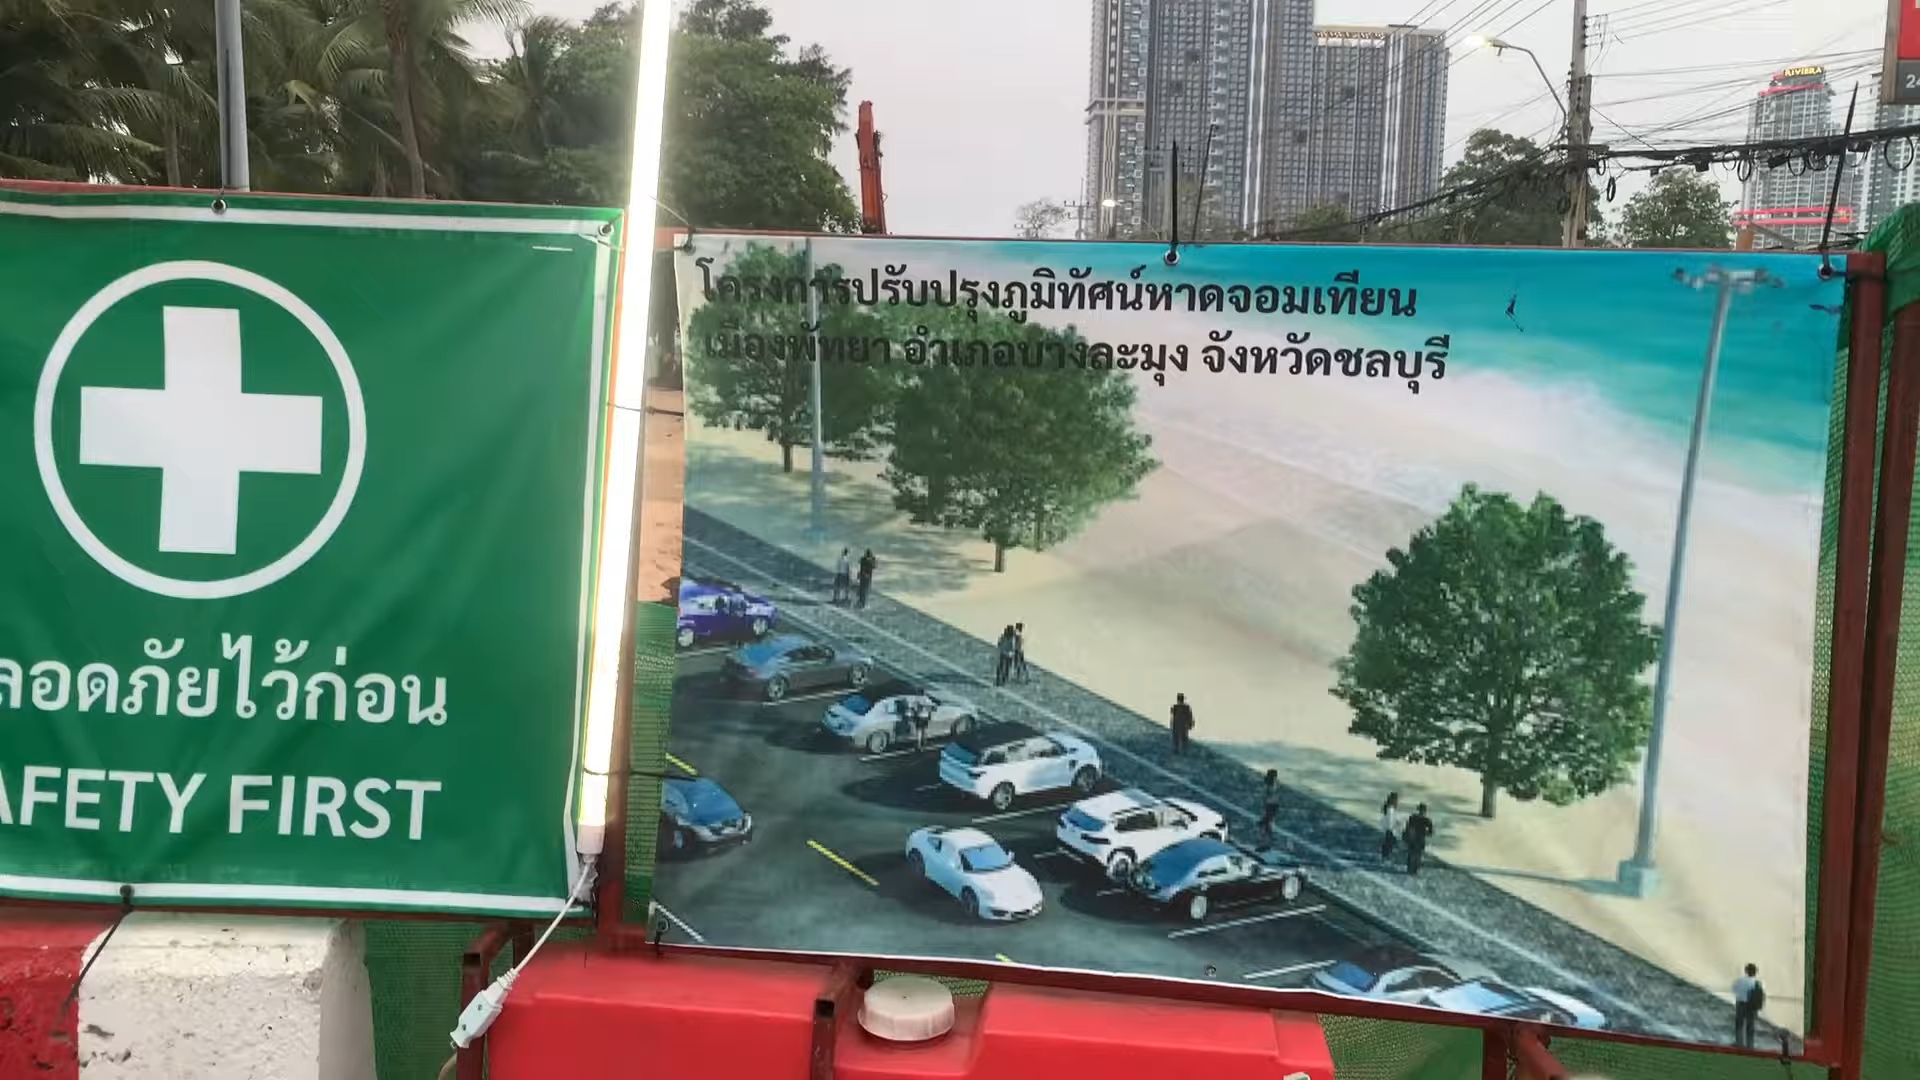 ลอดภัยไว้ก่อน
AFETY FIRST
โครงการปรับปรุงภูมิทัศน์หาดจอมเทียน
เมืองพัทยา อำเภอบางละมุง จังหวัดชลบุรี
RIVIERA
24